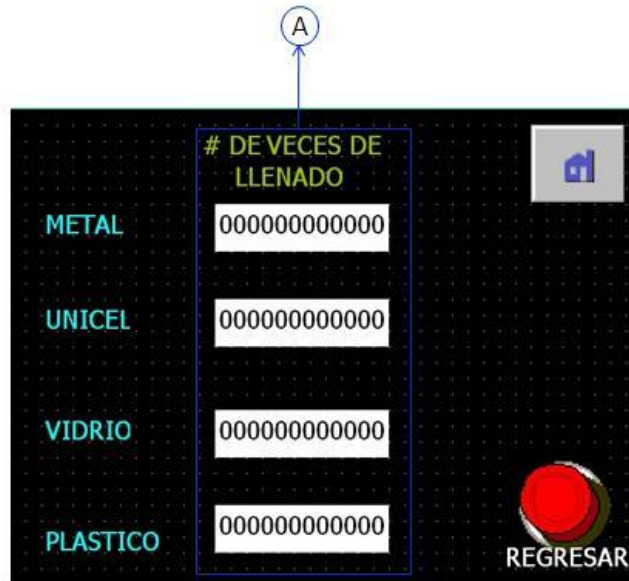 A
# DE VECES DE
LLENADO
METAL 000000000000
UNICEL 000000000000
VIDRIO 000000000000
PLASTICO 000000000000
REGRESAR